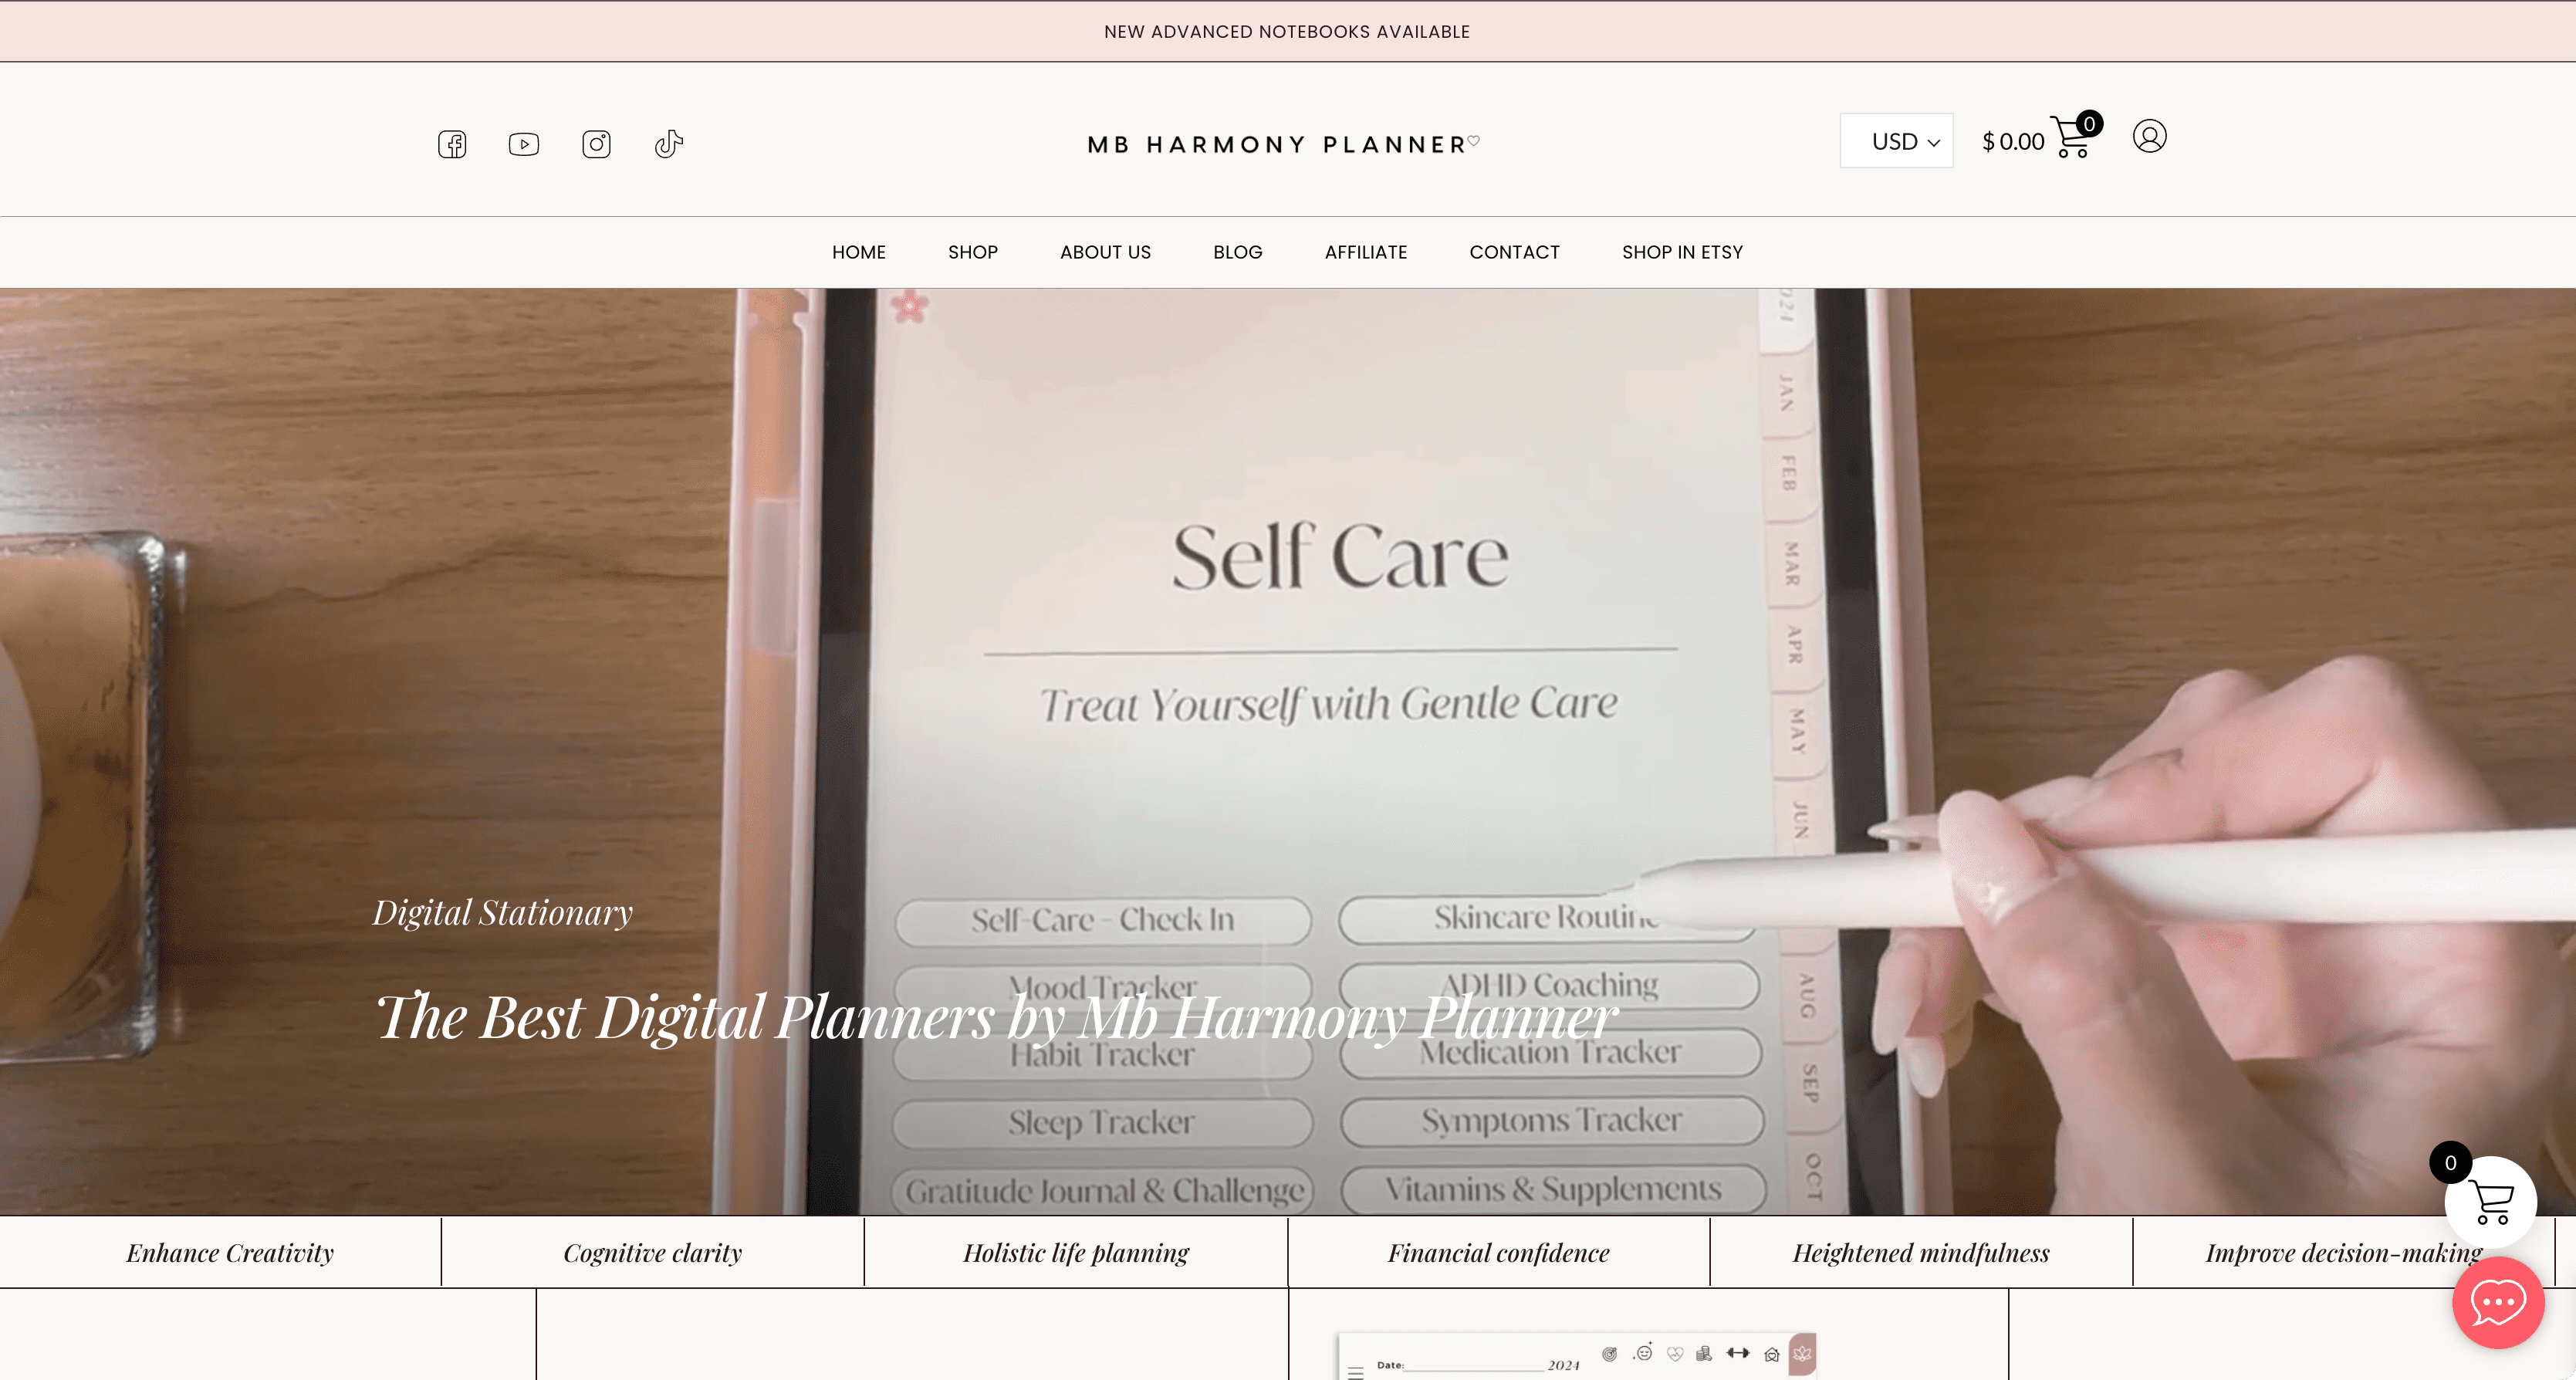 NEW ADVANCED NOTEBOOKS AVAILABLE
MB HARMONY PLANNER
USD
$ 0.00
0
HOME SHOP ABOUT US BLOG AFFILIATE CONTACT SHOP IN ETSY
JAN
FEB
MAR
APR
MAY
JUN
AUG
SEP
OCT
Self Care
Treat Yourself with Gentle Care
Self-Care - Check In Skincare Routine
Mood Tracker ADHD Coaching
Habit Tracker Medication Tracker
Sleep Tracker Symptoms Tracker
Gratitude Journal & Challenge Vitamins & Supplements
Digital Stationary
The Best Digital Planners by Mb Harmony Planner
0
Enhance Creativity Cognitive clarity Holistic life planning Financial confidence Heightened mindfulness Improve decision-making
Date: 2024